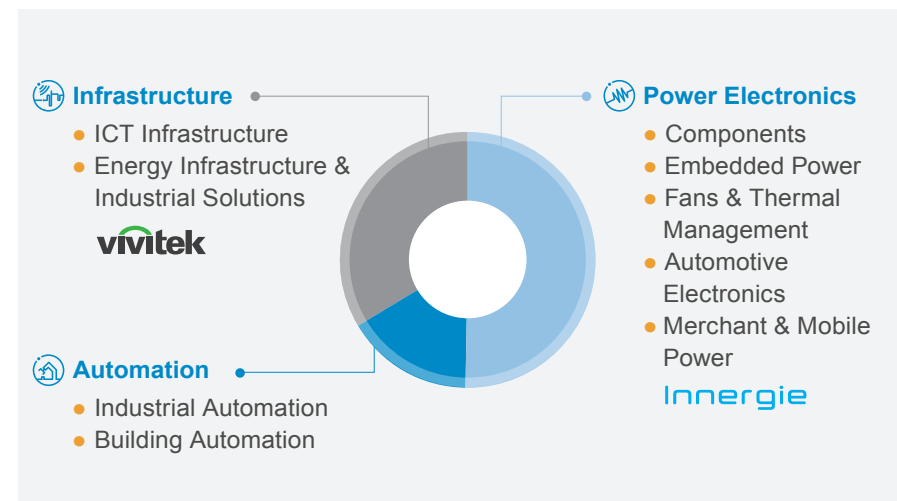 Infrastructure
ICT Infrastructure
Energy Infrastructure &
Industrial Solutions
vivitek
Automation
Industrial Automation
Building Automation
Power Electronics
Components
Embedded Power
Fans & Thermal
Management
Automotive
Electronics
Merchant & Mobile
Power
Innergie